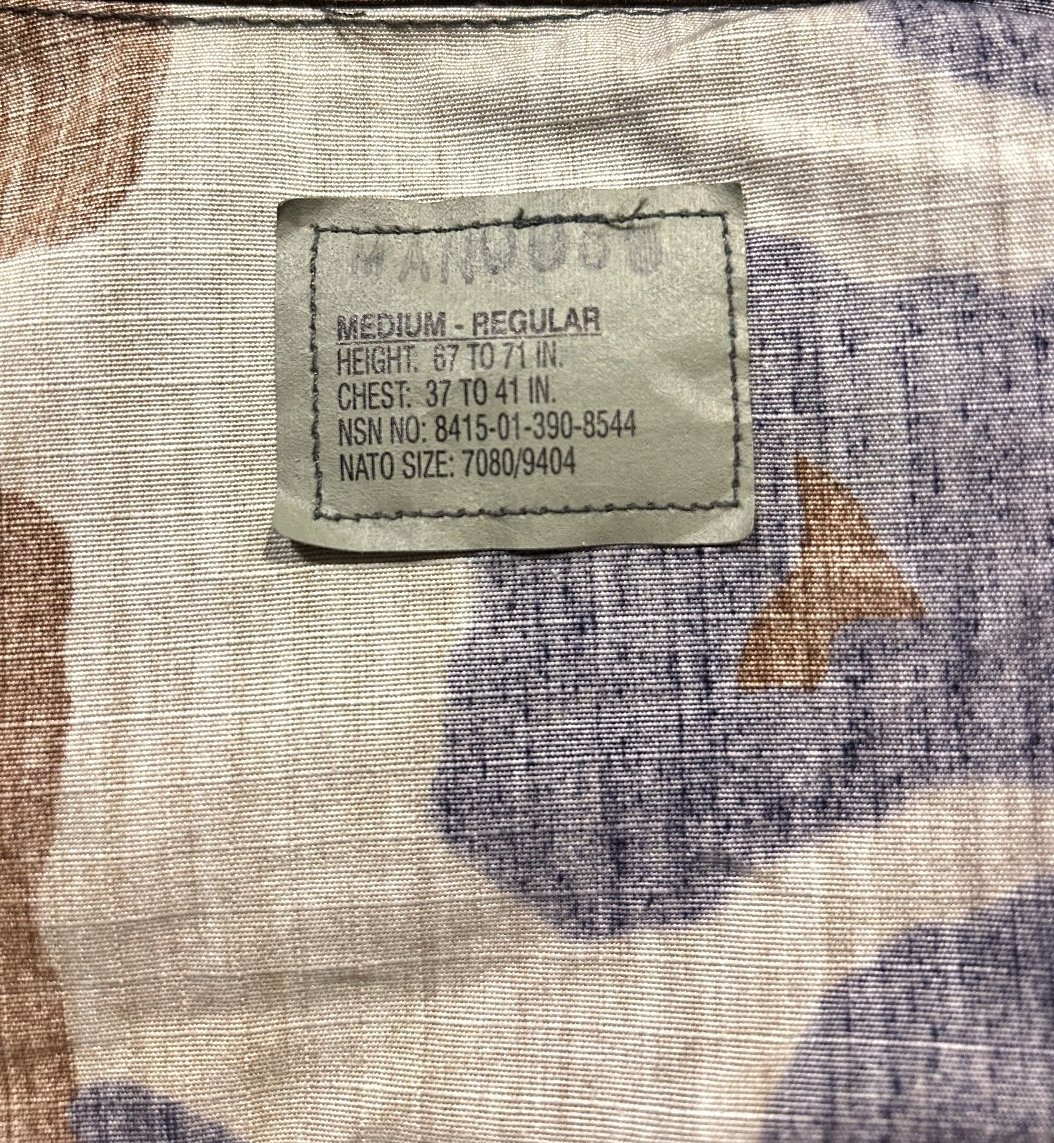 MEDIUM - REGULAR
HEIGHT: 67 TO 71 IN.
CHEST: 37 TO 41 IN.
NSN NO: 8415-01-390-8544
NATO SIZE: 7080/9404